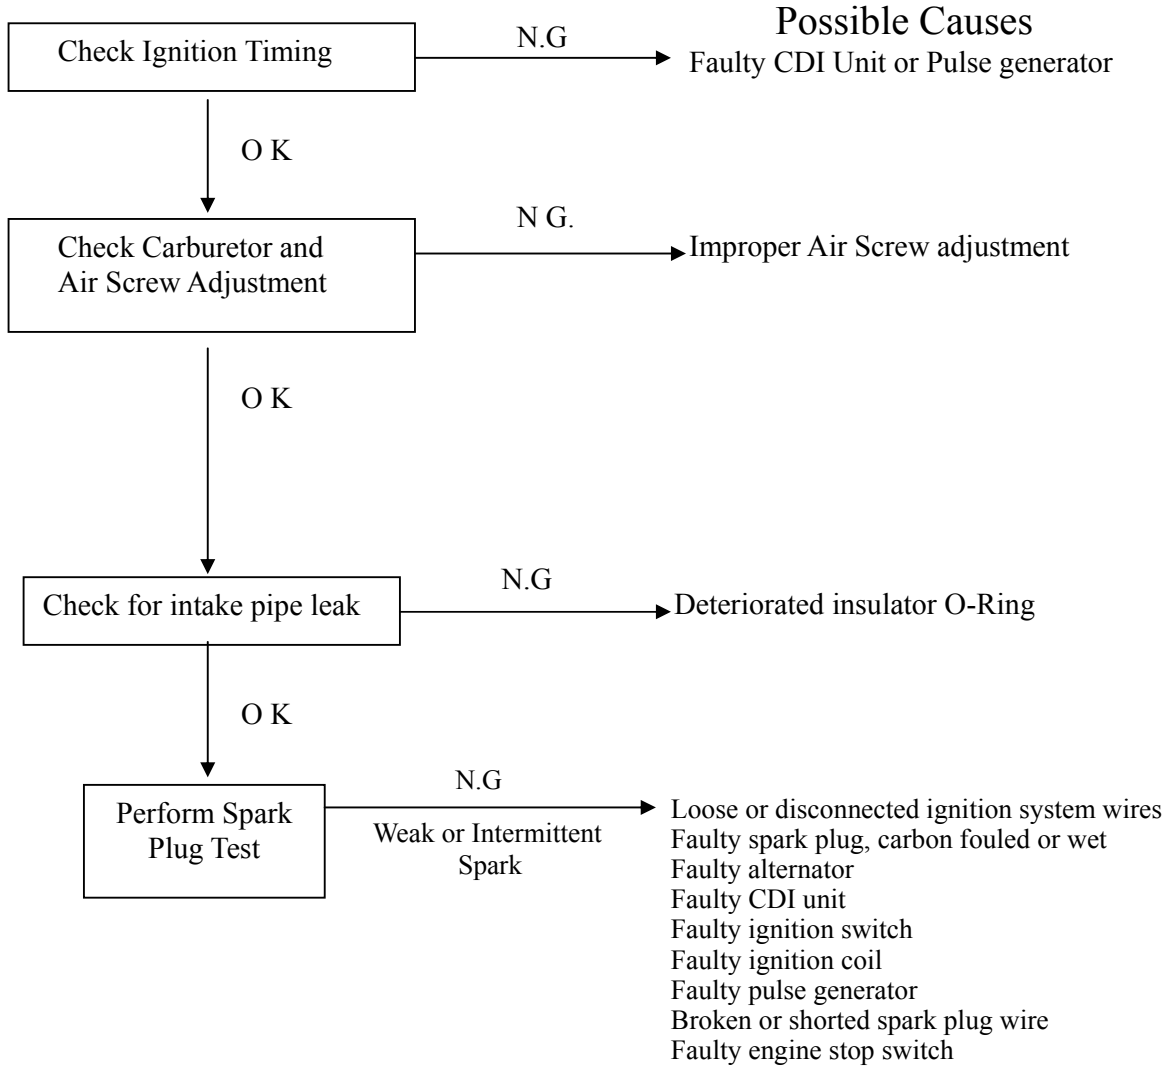 Possible Causes
Check Ignition Timing
N.G
Faulty CDI Unit or Pulse generator
O K
Check Carburetor and
Air Screw Adjustment
N G.
Improper Air Screw adjustment
O K
Check for intake pipe leak
N.G
Deteriorated insulator O-Ring
O K
Perform Spark
Plug Test
N.G
Weak or Intermittent
Spark
Loose or disconnected ignition system wires
Faulty spark plug, carbon fouled or wet
Faulty alternator
Faulty CDI unit
Faulty ignition switch
Faulty ignition coil
Faulty pulse generator
Broken or shorted spark plug wire
Faulty engine stop switch